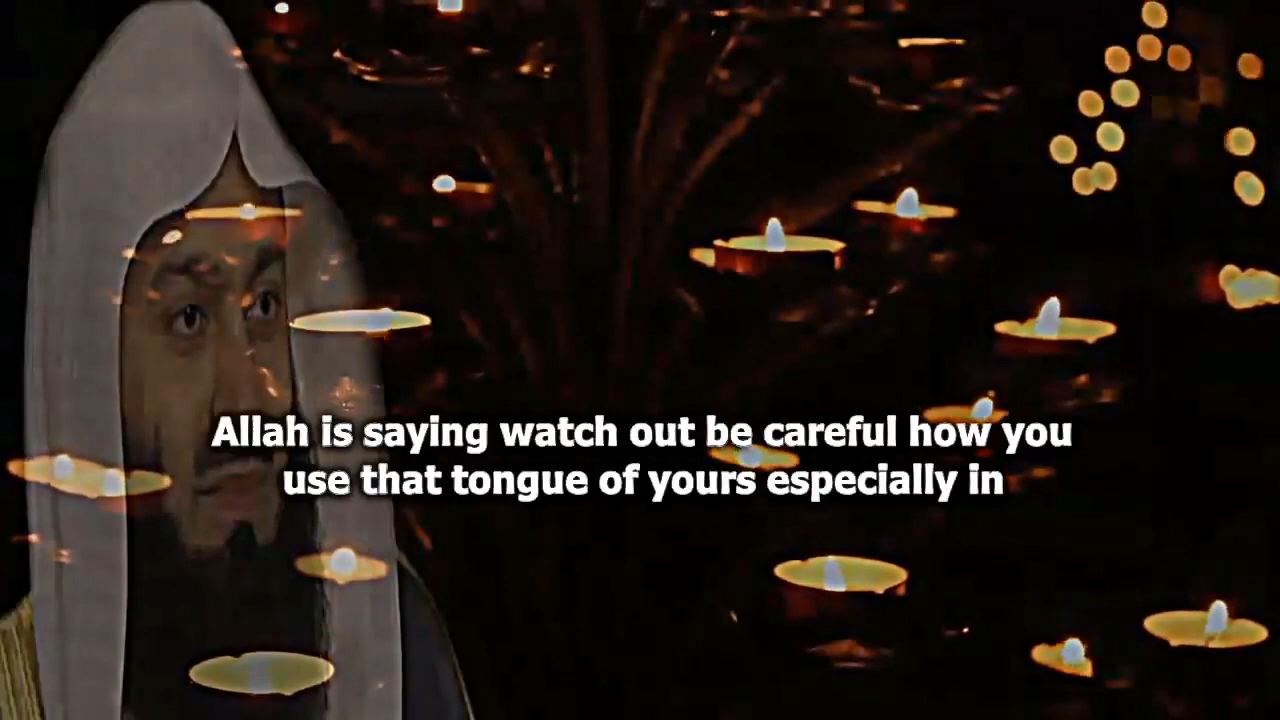 Allah is saying watch out be careful how you
use that tongue of yours especially in